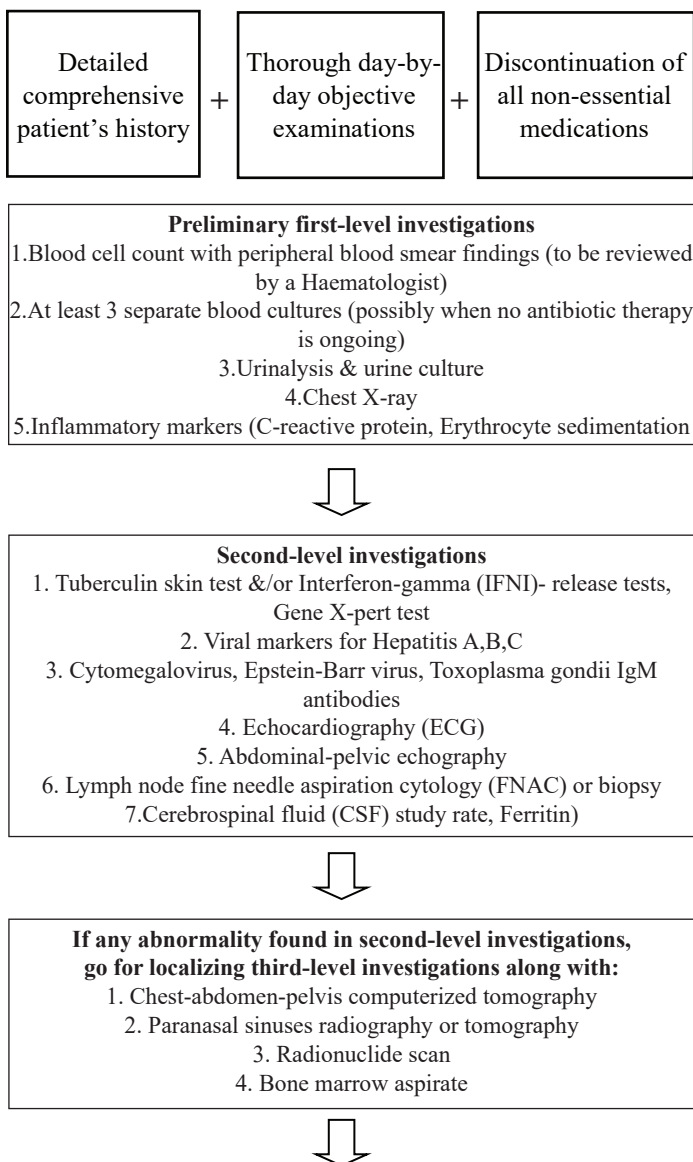 Detailed
comprehensive
patient's history
+
Thorough day-by-
day objective
examinations
+
Discontinuation of
all non-essential
medications
Preliminary first-level investigations
1.Blood cell count with peripheral blood smear findings (to be reviewed
by a Haematologist)
2.At least 3 separate blood cultures (possibly when no antibiotic therapy
is ongoing)
3.Urinalysis & urine culture
4.Chest X-ray
5.Inflammatory markers (C-reactive protein, Erythrocyte sedimentation
Second-level investigations
1. Tuberculin skin test &/or Interferon-gamma (IFNI)- release tests,
Gene X-pert test
2. Viral markers for Hepatitis A,B,C
3. Cytomegalovirus, Epstein-Barr virus, Toxoplasma gondii IgM
antibodies
4. Echocardiography (ECG)
5. Abdominal-pelvic echography
6. Lymph node fine needle aspiration cytology (FNAC) or biopsy
7.Cerebrospinal fluid (CSF) study rate, Ferritin)
If any abnormality found in second-level investigations,
go for localizing third-level investigations along with:
1. Chest-abdomen-pelvis computerized tomography
2. Paranasal sinuses radiography or tomography
3. Radionuclide scan
4. Bone marrow aspirate